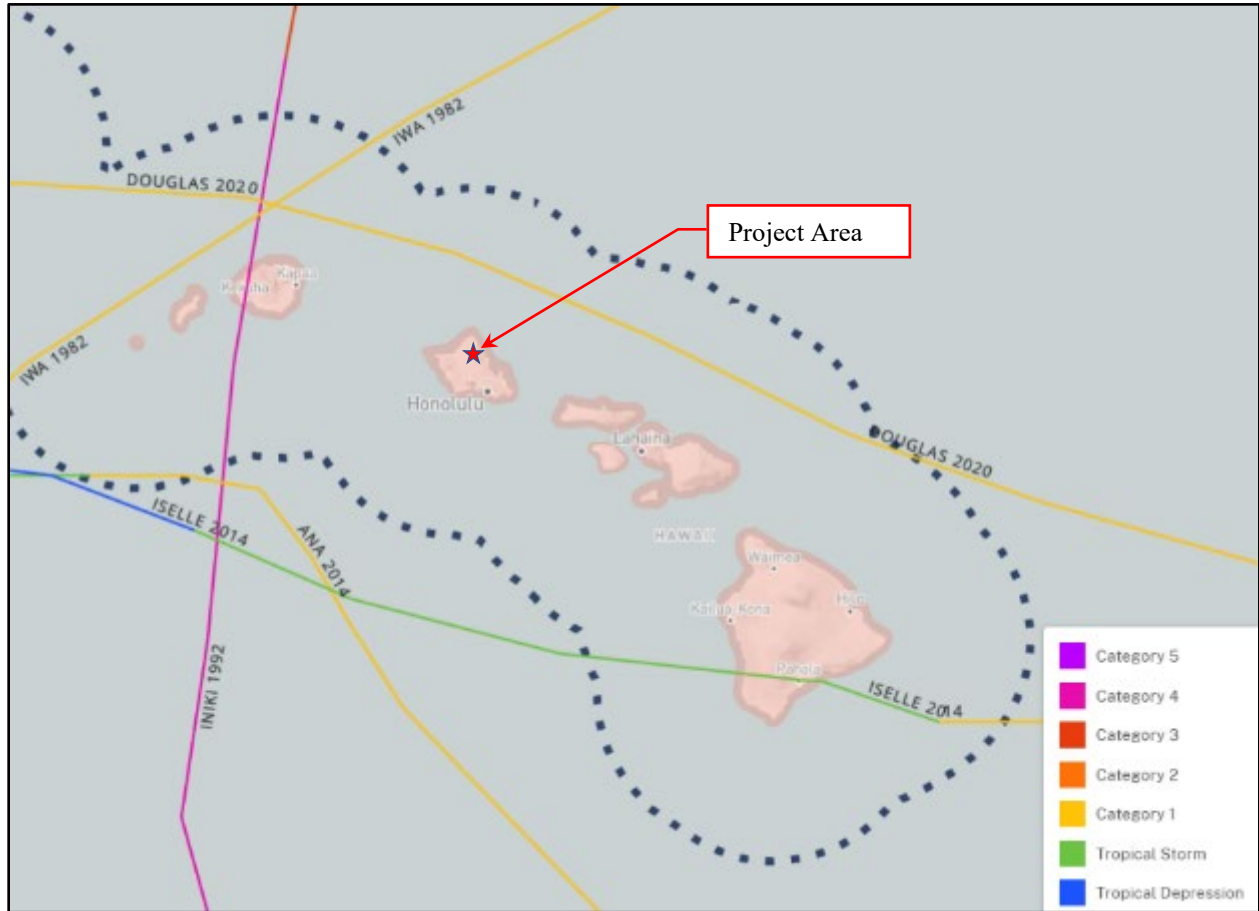 IWA 1982
DOUGLAS 2020
Project Area
Kapaa
IWA 1982
Honolulu
Lahaina
DOUGLAS 2020
ISELLE 2014
ANA 2014
HAWAII
Waimea
Kailua-Kona
Hilo
INIKI 1992
Pahala
ISELLE 2014
Category 5
Category 4
Category 3
Category 2
Category 1
Tropical Storm
Tropical Depression